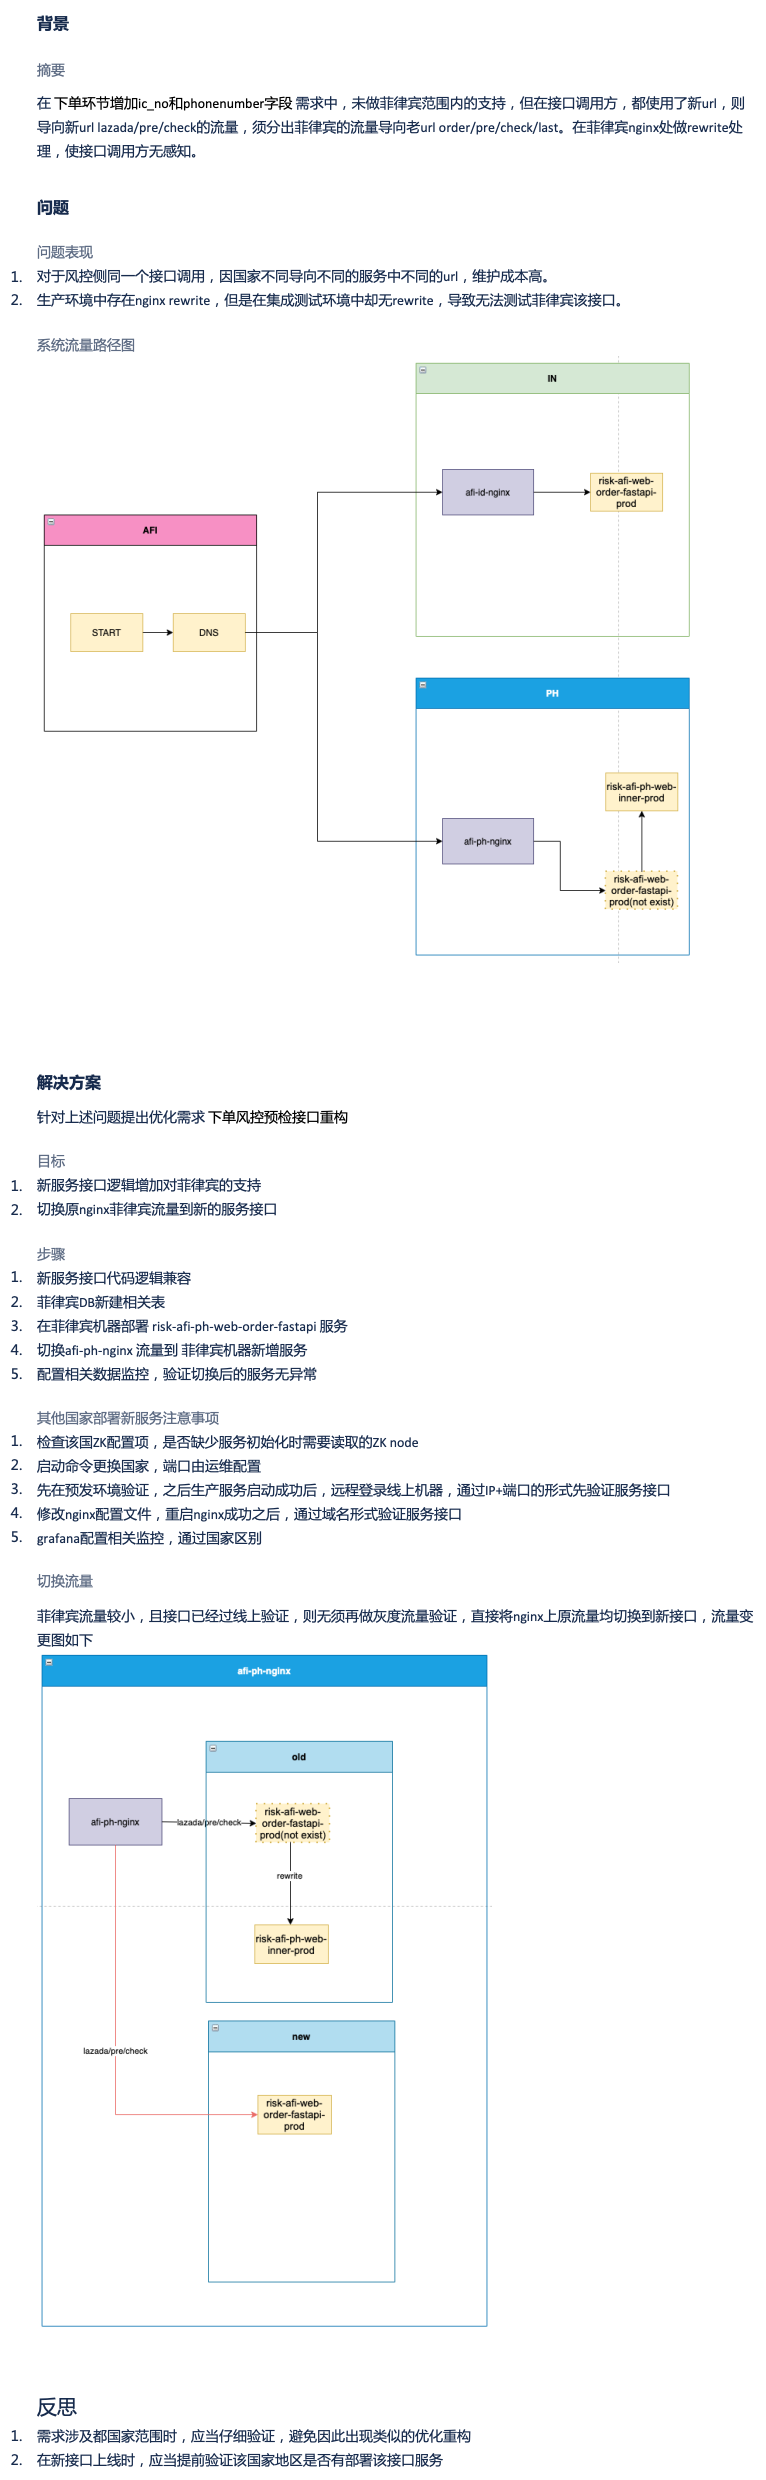 背景
摘要
在 下单环节增加ic_no和phonenumber字段 需求中，未做菲律宾范围内的支持，但在接口调用方，都使用了新url，则
导向新url lazada/pre/check的流量，须分出菲律宾的流量导向老url order/pre/check/last。在菲律宾nginx处做rewrite处
理，使接口调用方无感知。
问题
问题表现
1. 对于风控侧同一个接口调用，因国家不同导向不同的服务中不同的url，维护成本高。
2. 生产环境中存在nginx rewrite，但是在集成测试环境中却无rewrite，导致无法测试菲律宾该接口。
系统流量路径图
IN
afi-id-nginx
risk-afi-web-
order-fastapi-
prod
AFI
START
DNS
PH
risk-afi-ph-web-
inner-prod
afi-ph-nginx
risk-afi-web-
order-fastapi-
prod(not exist)
解决方案
针对上述问题提出优化需求 下单风控预检接口重构
目标
1. 新服务接口逻辑增加对菲律宾的支持
2. 切换原nginx菲律宾流量到新的服务接口
步骤
1. 新服务接口代码逻辑兼容
2. 菲律宾DB新建相关表
3. 在菲律宾机器部署 risk-afi-ph-web-order-fastapi 服务
4. 切换afi-ph-nginx 流量到 菲律宾机器新增服务
5. 配置相关数据监控，验证切换后的服务无异常
其他国家部署新服务注意事项
1. 检查该国ZK配置项，是否缺少服务初始化时需要读取的ZK node
2. 启动命令更换国家，端口由运维配置
3. 先在预发环境验证，之后生产服务启动成功后，远程登录线上机器，通过IP+端口的形式先验证服务接口
4. 修改nginx配置文件，重启nginx成功之后，通过域名形式验证服务接口
5. grafana配置相关监控，通过国家区别
切换流量
菲律宾流量较小，且接口已经过线上验证，则无须再做灰度流量验证，直接将nginx上原流量均切换到新接口，流量变
更图如下
afi-ph-nginx
old
afi-ph-nginx
lazada/pre/check
risk-afi-web-
order-fastapi-
prod(not exist)
rewrite
risk-afi-ph-web-
inner-prod
new
lazada/pre/check
risk-afi-web-
order-fastapi-
prod
反思
1. 需求涉及都国家范围时，应当仔细验证，避免因此出现类似的优化重构
2. 在新接口上线时，应当提前验证该国家地区是否有部署该接口服务